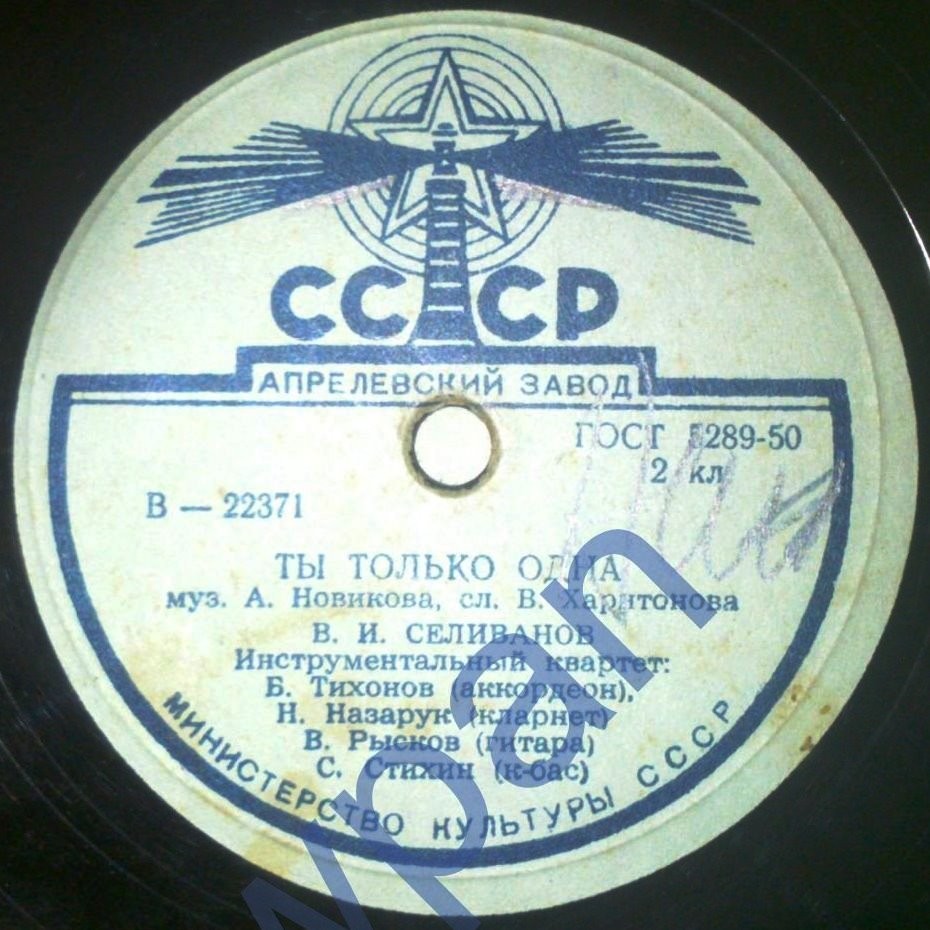 СССР
АПРЕЛЕВСКИЙ ЗАВОД
ГОСТ 5289-50
2 кл
В — 22371
ТЫ ТОЛЬКО ОДНА
муз. А. Новикова, сл. В. Харитонова
В. И. СЕЛИВАНОВ
Инструментальный квартет:
Б. Тихонов (аккордеон),
Н. Назарук (кларнет)
В. Рысков (гитара)
С. Стихин (к-бас)
МИНИСТЕРСТВО КУЛЬТУРЫ СССР
wpan